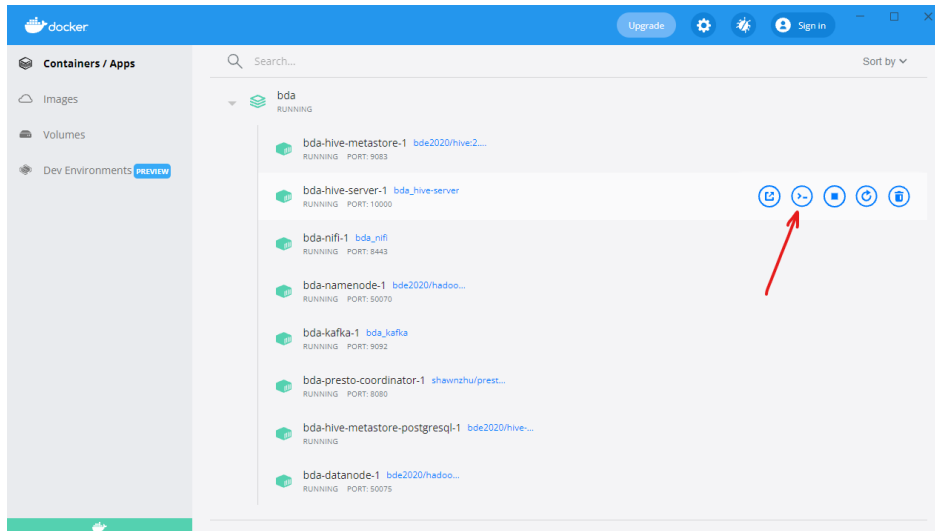 docker
Upgrade
Sign in
Containers / Apps
Images
Volumes
Dev Environments PREVIEW
Search...
Sort by
bda
RUNNING
bda-hive-metastore-1 bde2020/hive:2....
RUNNING PORT: 9083
bda-hive-server-1 bda_hive-server
RUNNING PORT: 10000
bda-nifi-1 bda_nifi
RUNNING PORT: 8443
bda-namenode-1 bde2020/hadoo...
RUNNING PORT: 50070
bda-kafka-1 bda_kafka
RUNNING PORT: 9092
bda-presto-coordinator-1 shawnzhu/prest...
RUNNING PORT: 8080
bda-hive-metastore-postgresql-1 bde2020/hive-...
RUNNING
bda-datanode-1 bde2020/hadoo...
RUNNING PORT: 50075